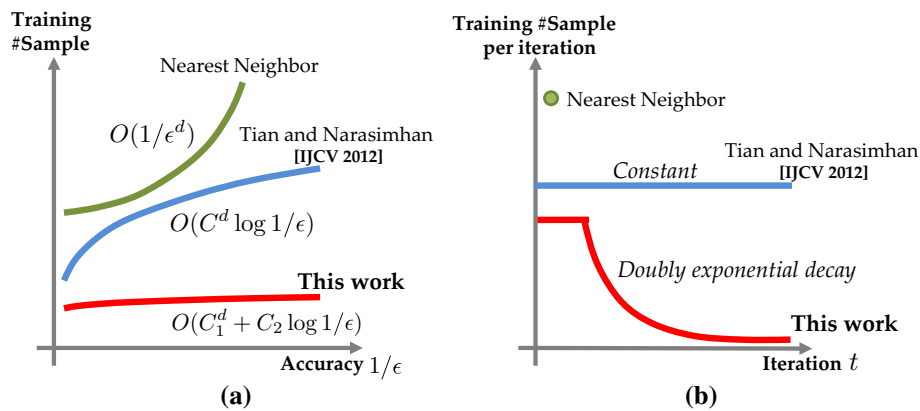 Training
#Sample
Nearest Neighbor
O(1/ϵ^d)
Tian and Narasimhan
[IJCV 2012]
O(C^d log 1/ϵ)
This work
O(C_1^d + C_2 log 1/ϵ)
Accuracy 1/ϵ
(a)
Training #Sample
per iteration
Nearest Neighbor
Tian and Narasimhan
[IJCV 2012]
Constant
Doubly exponential decay
This work
Iteration t
(b)